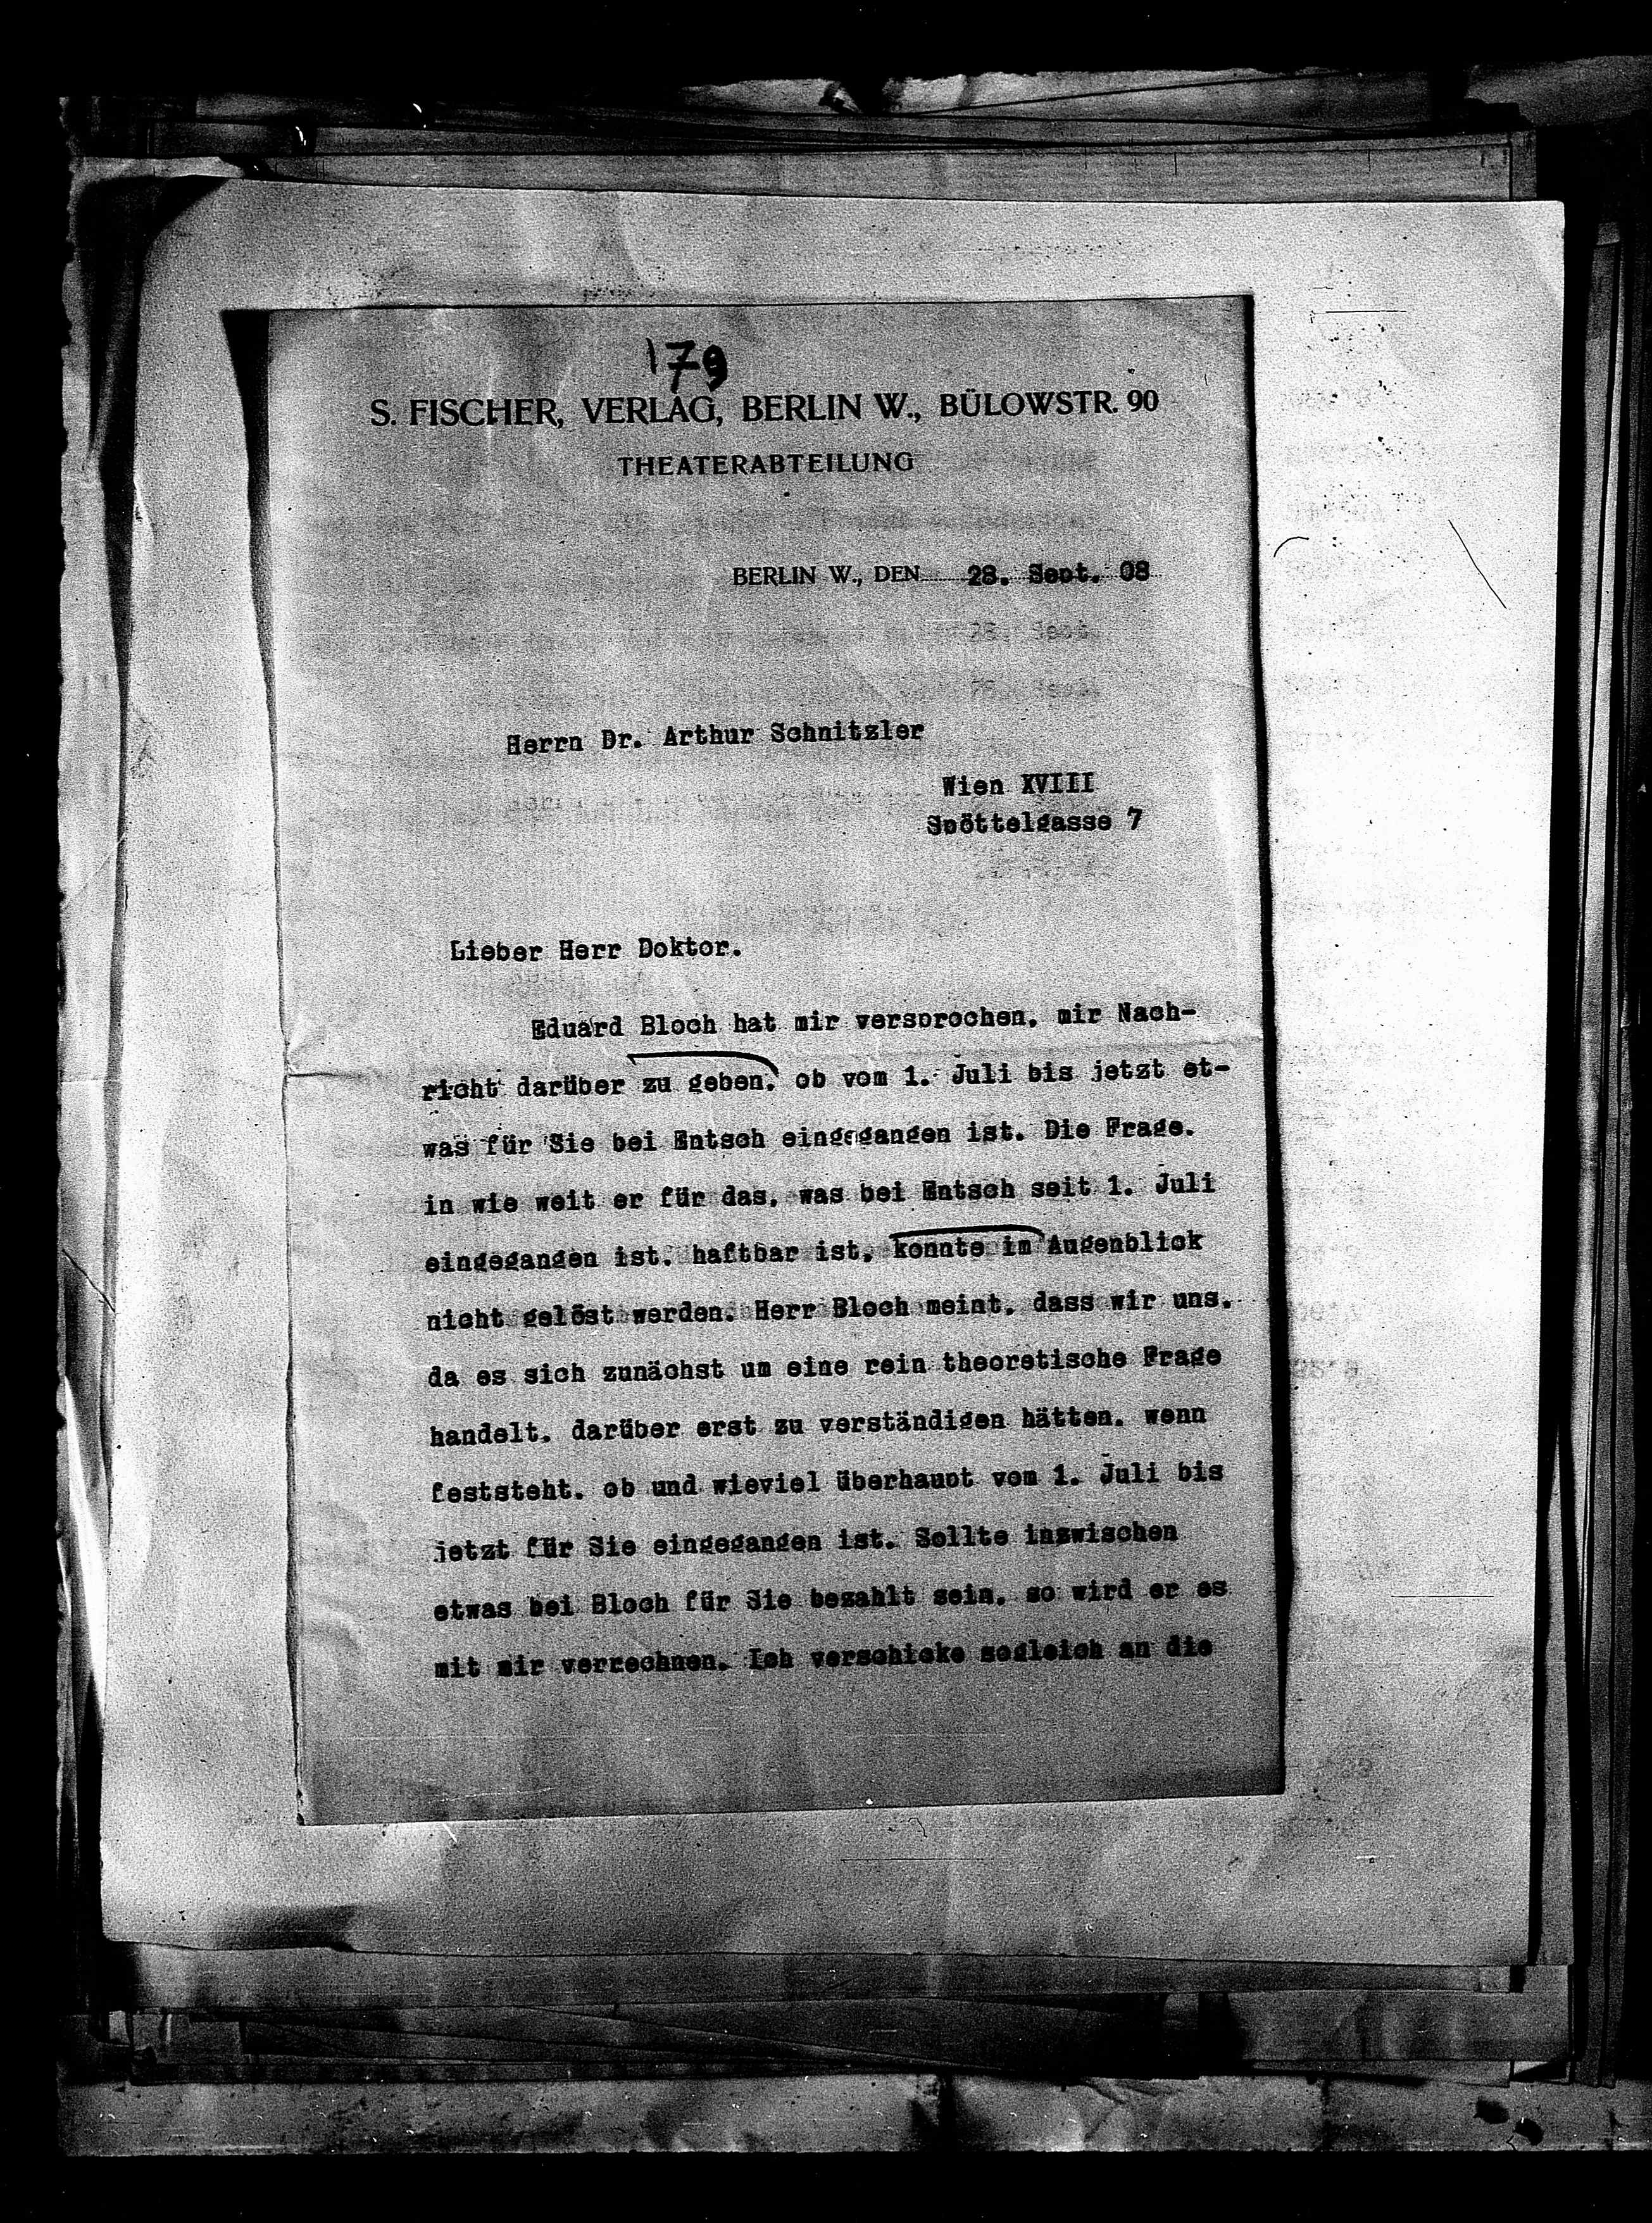 179
S. FISCHER, VERLAG, BERLIN W., BÜLOWSTR. 90
THEATERABTEILUNG
BERLIN W., DEN 28. Sept. 08
Herrn Dr. Arthur Schnitzler
Wien XVIII
Spöttelgasse 7
Lieber Herr Doktor.
Eduard Bloch hat mir versprochen, mir Nach-
richt darüber zu geben, ob vom 1. Juli bis jetzt et-
was für Sie bei Entsch eingegangen ist. Die Frage,
in wie weit er für das, was bei Entsch seit 1. Juli
eingegangen ist, haftbar ist, konnte im Augenblick
nicht gelöst werden. Herr Bloch meint, dass wir uns,
da es sich zunächst um eine rein theoretische Frage
handelt, darüber erst zu verständigen hätten, wenn
feststeht, ob und wieviel überhaupt vom 1. Juli bis
jetzt für Sie eingegangen ist. Sollte inzwischen
etwas bei Bloch für Sie bezahlt sein, so wird er es
mit mir verrechnen. Ich verschicke sogleich an die